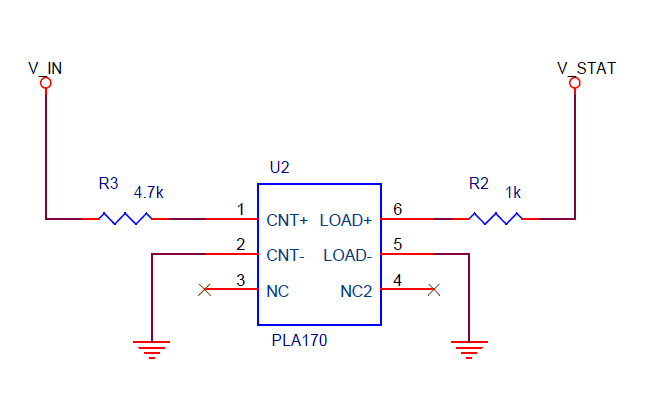 V_IN
V_STAT
U2
R3
4.7k
R2
1k
1
CNT+
LOAD+
6
2
CNT-
LOAD-
5
3
NC
NC2
4
PLA170